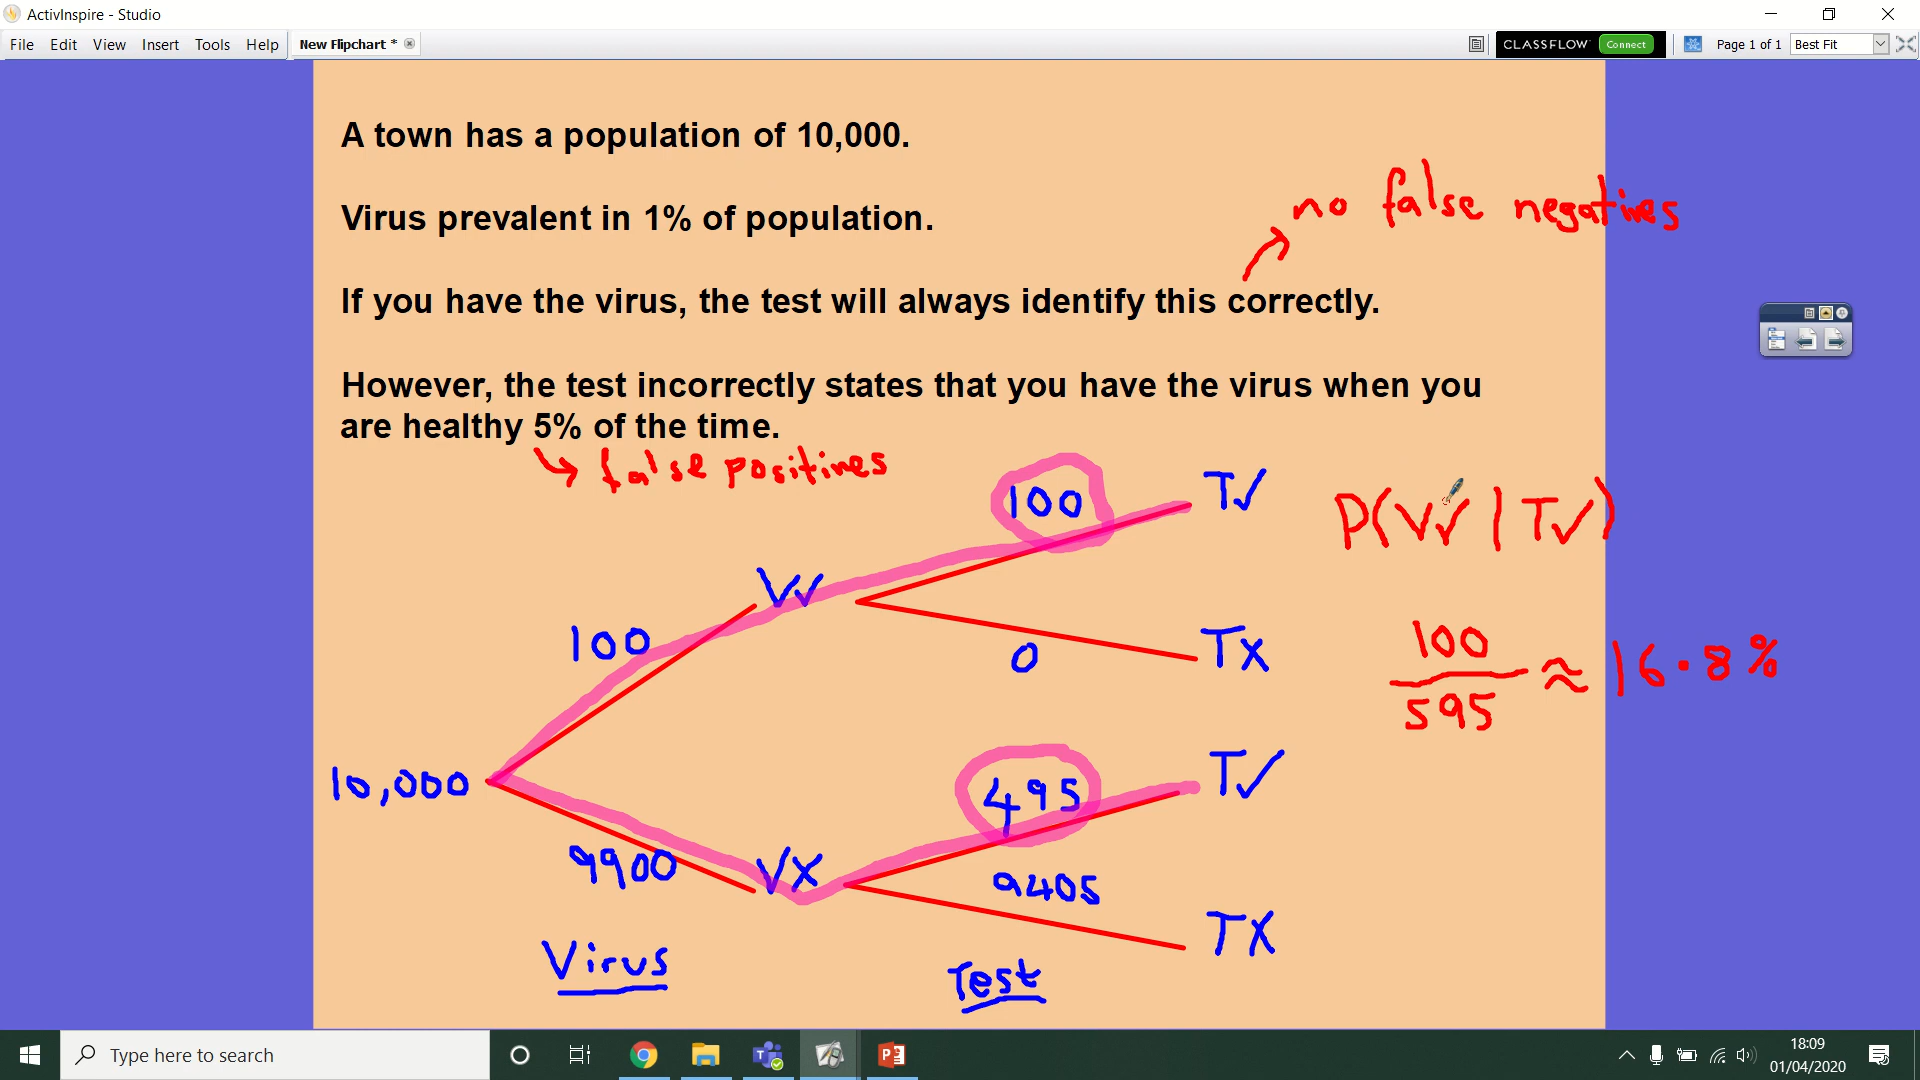 ActivInspire - Studio
File Edit View Insert Tools Help New Flipchart *
CLASSFLOW Connect Page 1 of 1 Best Fit
A town has a population of 10,000.
Virus prevalent in 1% of population.
no false negatives
If you have the virus, the test will always identify this correctly.
However, the test incorrectly states that you have the virus when you
are healthy 5% of the time.
false positives
100 T✓
P(V✓ | T✓)
V✓
100
0 TX
100
595
≈ 16.8%
10,000
495 T✓
9900 VX
9405
TX
Virus
Test
Type here to search
18:09
01/04/2020